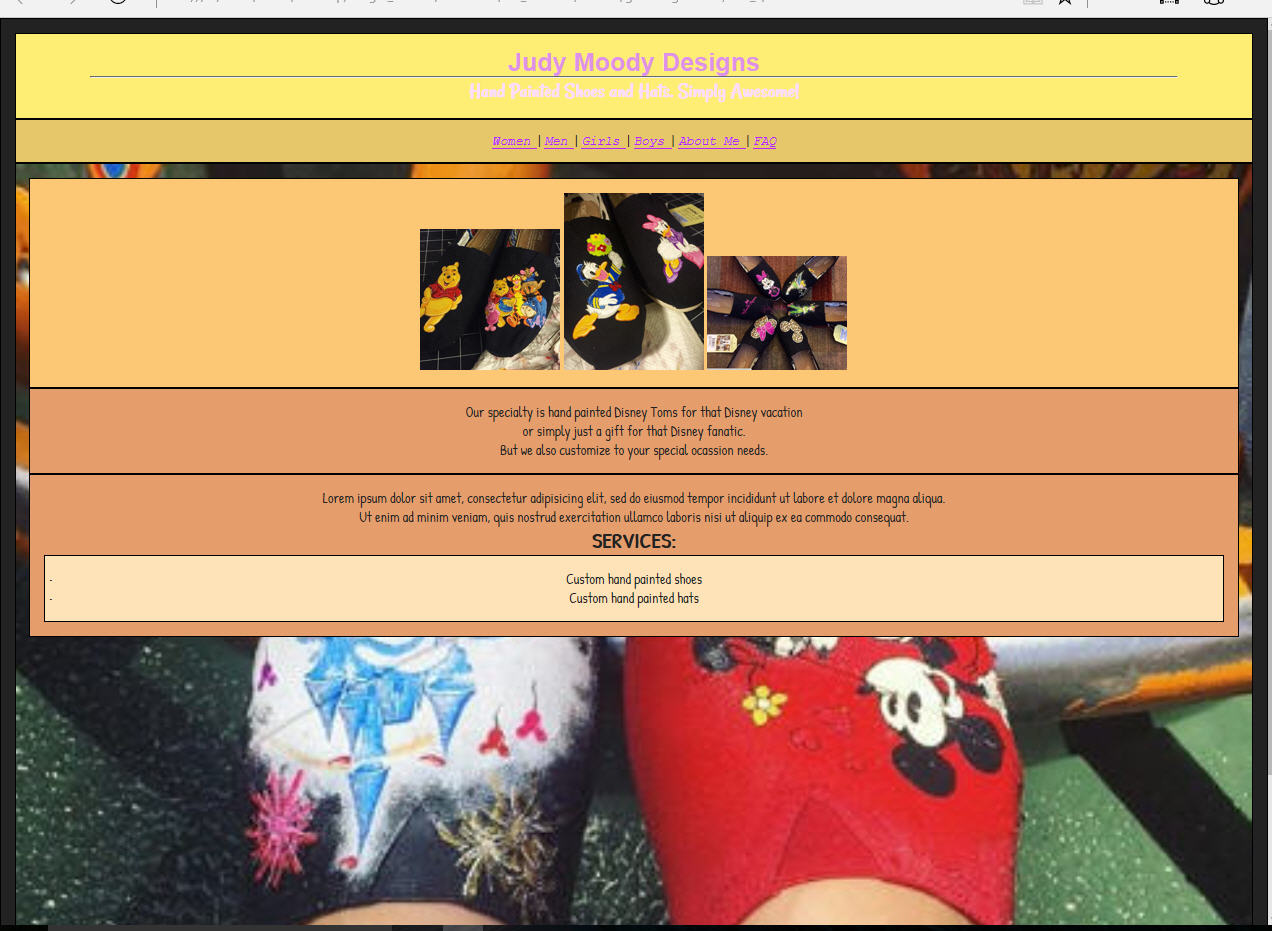 Judy Moody Designs
Hand Painted Shoes and Hats. Simply Awesome!
Women | Men | Girls | Boys | About Me | FAQ
Our specialty is hand painted Disney Toms for that Disney vacation
or simply just a gift for that Disney fanatic.
But we also customize to your special ocassion needs.
Lorem ipsum dolor sit amet, consectetur adipisicing elit, sed do eiusmod tempor incididunt ut labore et dolore magna aliqua.
Ut enim ad minim veniam, quis nostrud exercitation ullamco laboris nisi ut aliquip ex ea commodo consequat.
SERVICES:
· Custom hand painted shoes
· Custom hand painted hats